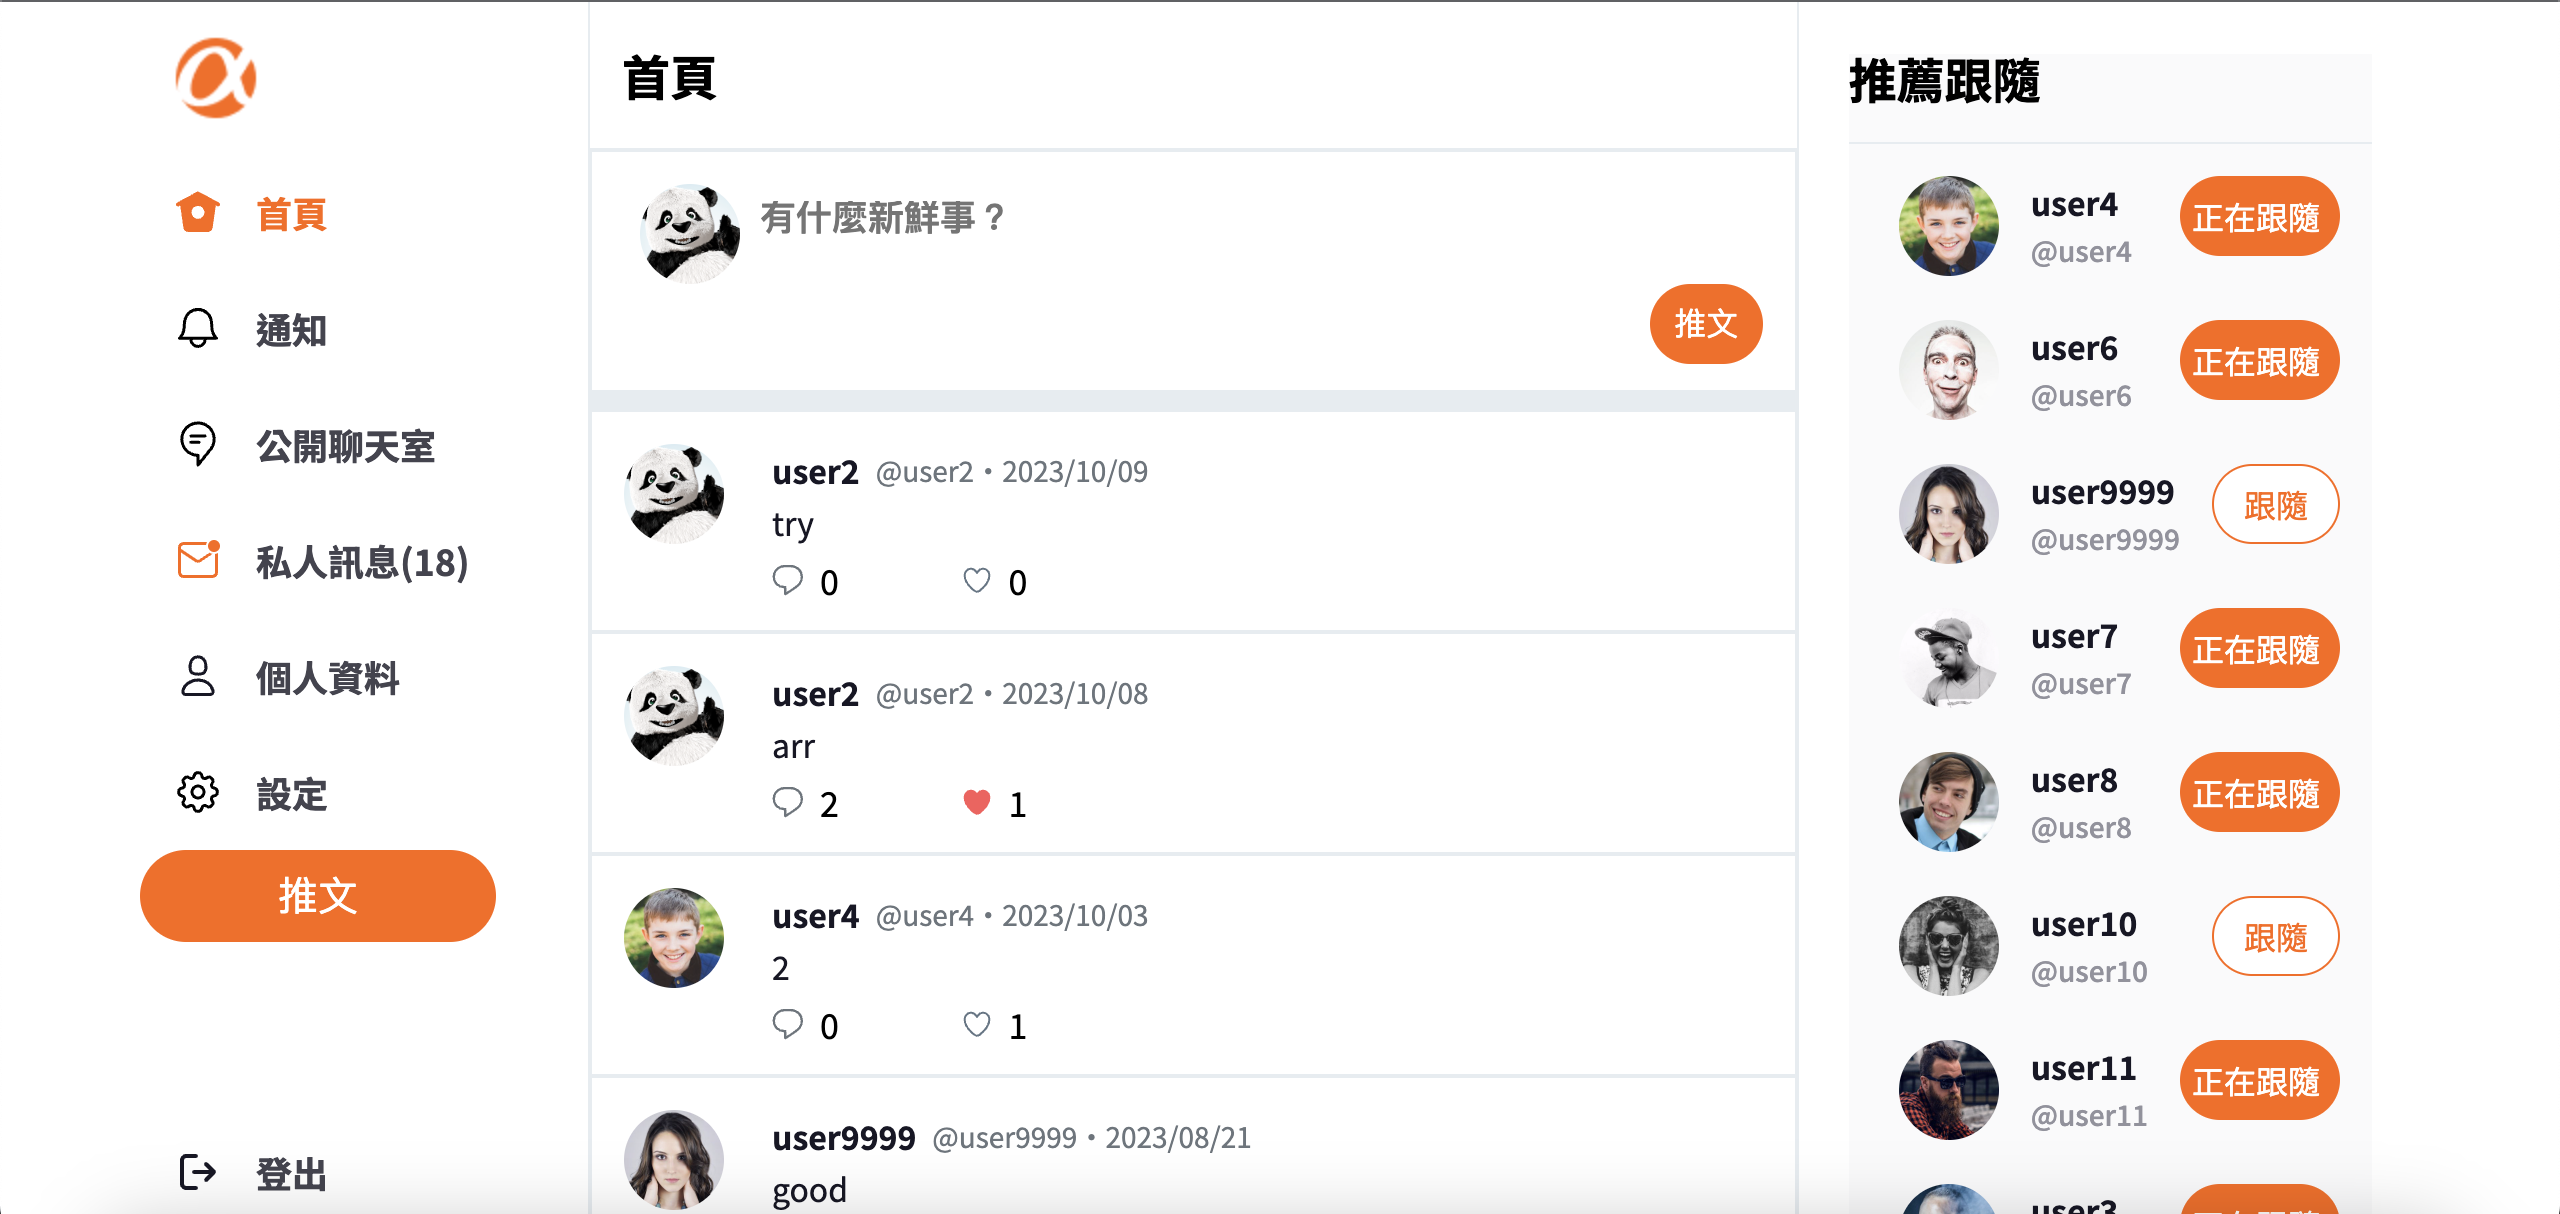 首頁
通知
公開聊天室
私人訊息(18)
個人資料
設定
推文
登出
首頁
有什麼新鮮事？
推文
user2 @user2・2023/10/09
try
0 0
user2 @user2・2023/10/08
arr
2 1
user4 @user4・2023/10/03
2
0 1
user9999 @user9999・2023/08/21
good
推薦跟隨
user4
@user4
正在跟隨
user6
@user6
正在跟隨
user9999
@user9999
跟隨
user7
@user7
正在跟隨
user8
@user8
正在跟隨
user10
@user10
跟隨
user11
@user11
正在跟隨
user3